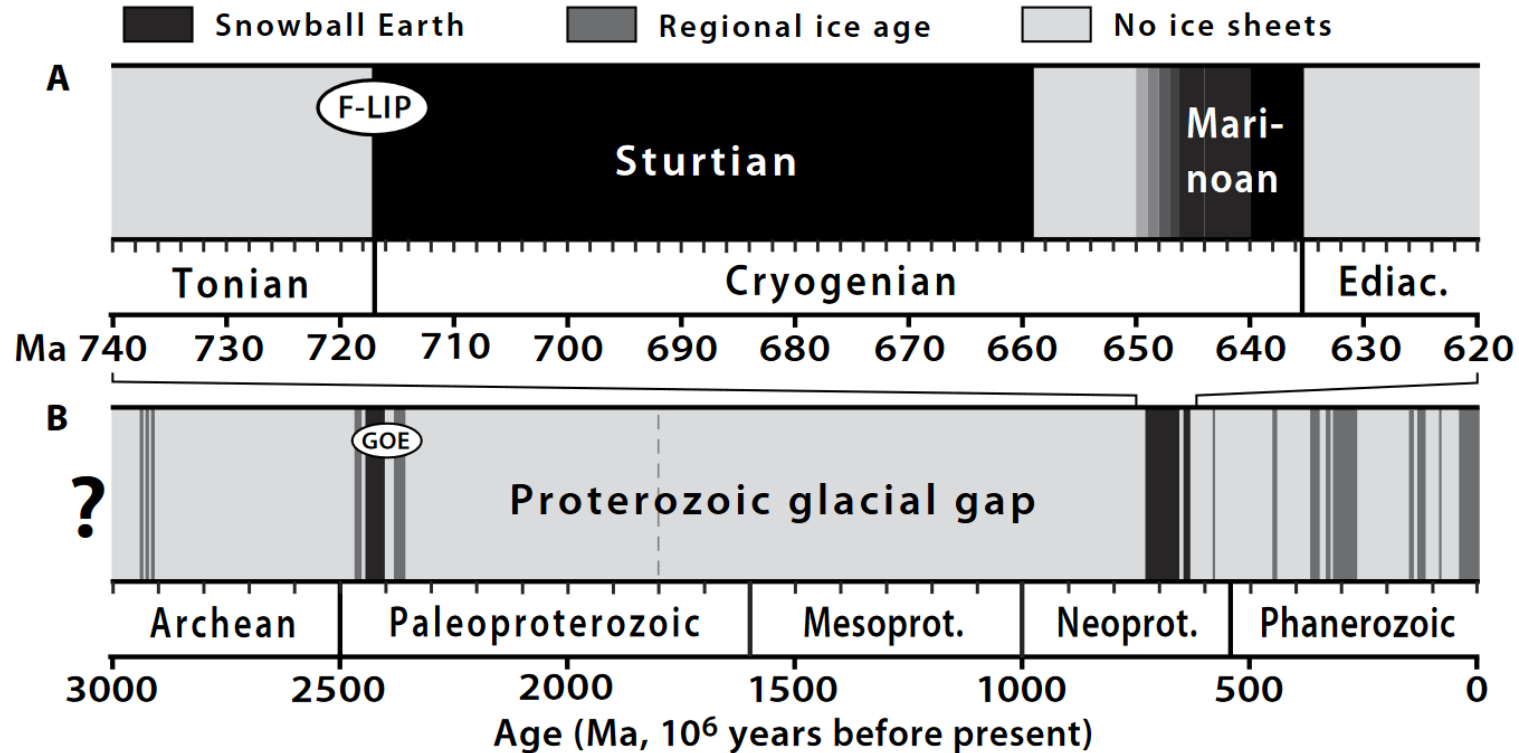 Snowball Earth Regional ice age No ice sheets
A
F-LIP
Sturtian
Mari-
noan
Tonian Cryogenian Ediac.
Ma 740 730 720 710 700 690 680 670 660 650 640 630 620
B
GOE
?
Proterozoic glacial gap
Archean Paleoproterozoic Mesoprot. Neoprot. Phanerozoic
3000 2500 2000 1500 1000 500 0
Age (Ma, 10⁶ years before present)